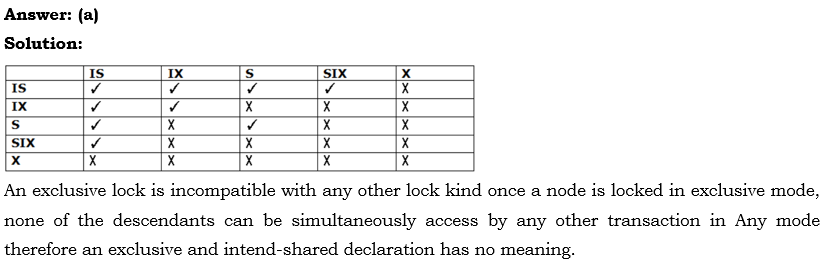 Answer: (a)
Solution:
IS IX S SIX X
IS ✓ ✓ ✓ ✓ X
IX ✓ ✓ X X X
S ✓ X ✓ X X
SIX ✓ X X X X
X X X X X X
An exclusive lock is incompatible with any other lock kind once a node is locked in exclusive mode,
none of the descendants can be simultaneously access by any other transaction in Any mode
therefore an exclusive and intend-shared declaration has no meaning.